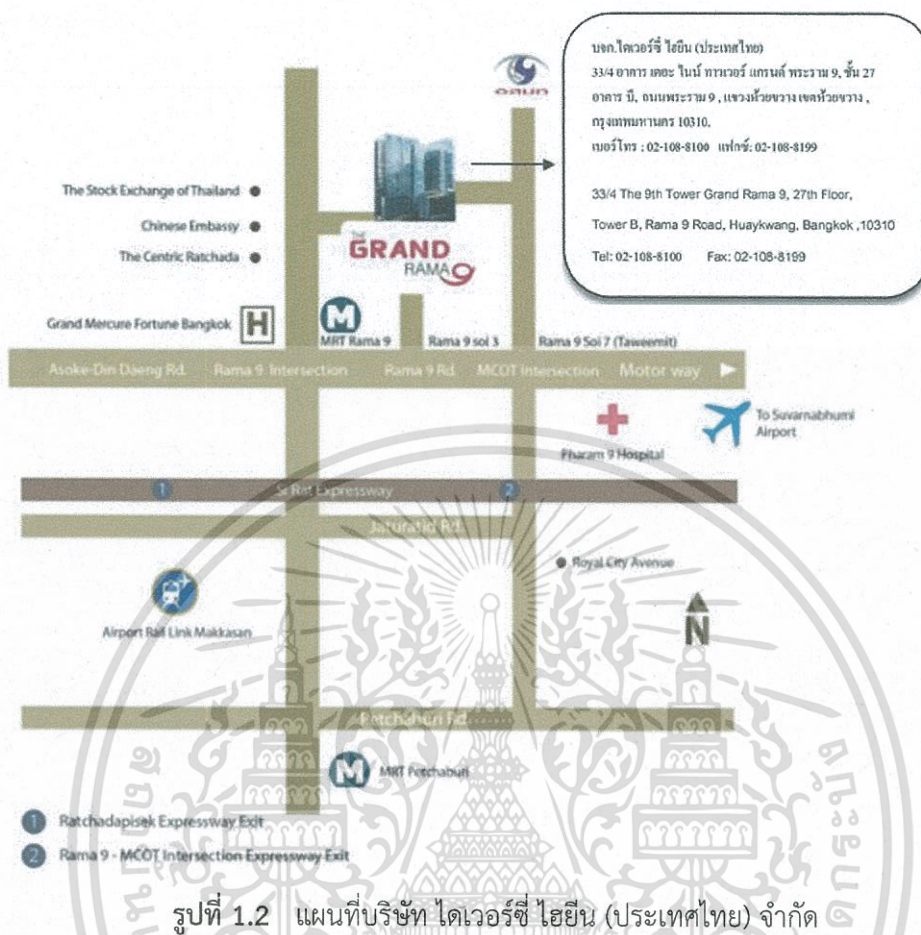 บจก.ไดเวอร์ซี่ ไฮยีน (ประเทศไทย)
33/4 อาคาร เดอะ ไนน์ ทาวเวอร์ แกรนด์ พระราม 9, ชั้น 27
อาคาร บี, ถนนพระราม 9 , แขวงห้วยขวาง เขตห้วยขวาง ,
กรุงเทพมหานคร 10310.
เบอร์โทร : 02-108-8100 แฟกซ์: 02-108-8199
33/4 The 9th Tower Grand Rama 9, 27th Floor,
Tower B, Rama 9 Road, Huaykwang, Bangkok ,10310
Tel: 02-108-8100 Fax: 02-108-8199
อสมท
The Stock Exchange of Thailand
Chinese Embassy
The Centric Ratchada
THE
GRAND
RAMA 9
Grand Mercure Fortune Bangkok H
M
MRT Rama 9
Rama 9 soi 3
Rama 9 Soi 7 (Taweemit)
Asoke-Din Daeng Rd. Rama 9 Intersection Rama 9 Rd. MCOT Intersection Motor way
To Suvarnabhumi
Airport
Pharam 9 Hospital
1 Si Rat Expressway 2
Jaturatid Rd.
Royal City Avenue
Airport Rail Link Makkasan
N
Petchaburi Rd.
M MRT Petchaburi
1 Ratchadapisek Expressway Exit
2 Rama 9 - MCOT Intersection Expressway Exit
รูปที่ 1.2 แผนที่บริษัท ไดเวอร์ซี่ ไฮยีน (ประเทศไทย) จำกัด